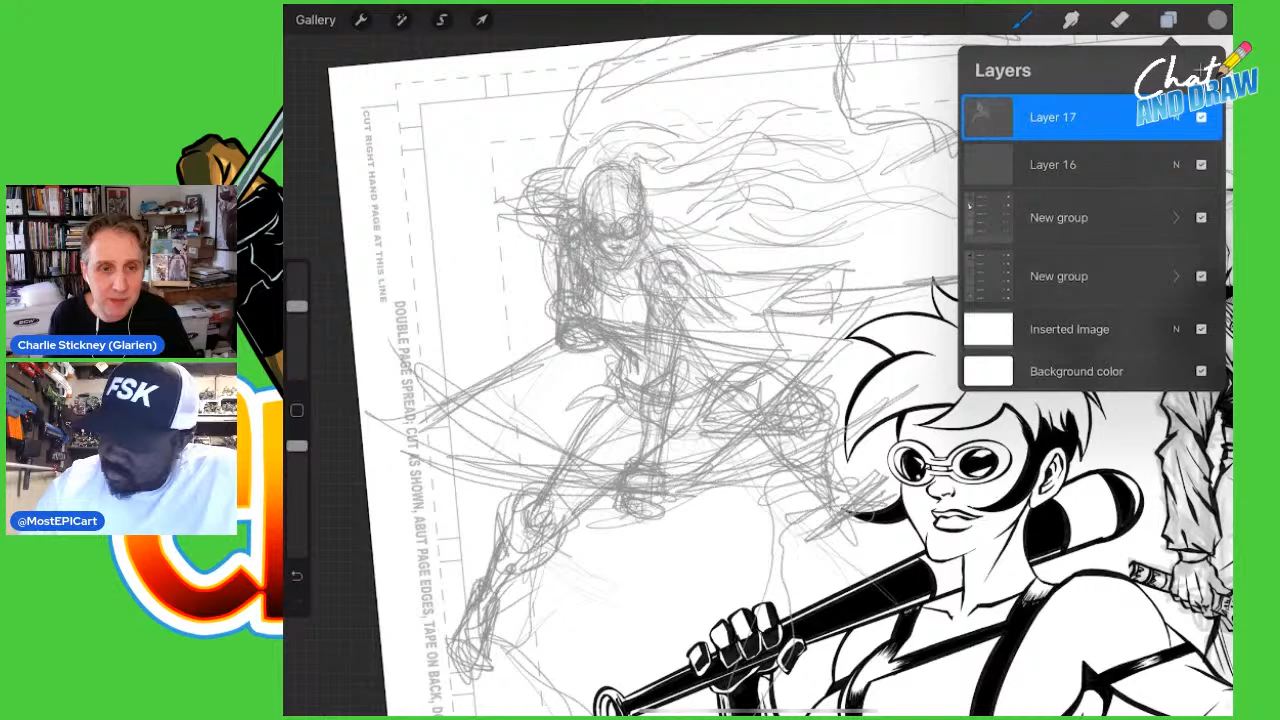 Gallery
Layers
Layer 17
N
Layer 16
N
New group
New group
Inserted Image
N
Background color
Chat
AND DRAW
CUT RIGHT HAND PAGE AT THIS LINE
DOUBLE PAGE SPREAD; CUT AS SHOWN, ABUT PAGE EDGES, TAPE ON BACK, D
Charlie Stickney (Glarien)
FSK
@MostEPICart